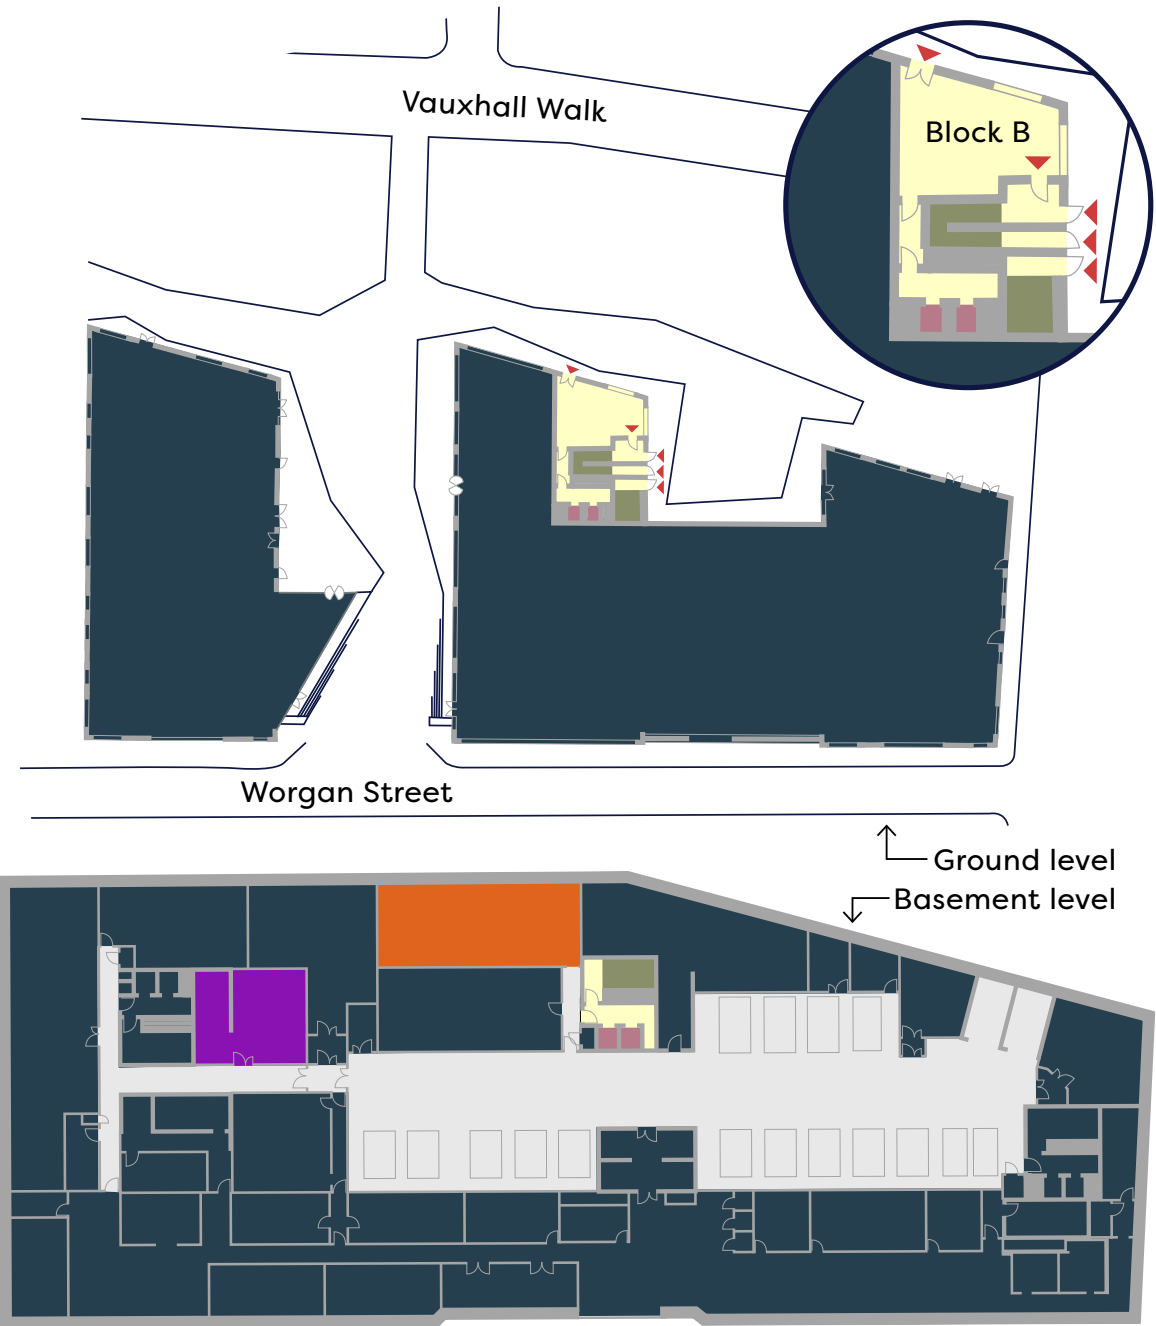 Vauxhall Walk
Block B
Worgan Street
Ground level
Basement level